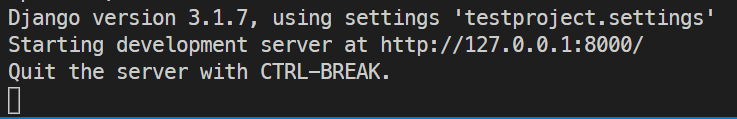 Django version 3.1.7, using settings 'testproject.settings'
Starting development server at http://127.0.0.1:8000/
Quit the server with CTRL-BREAK.